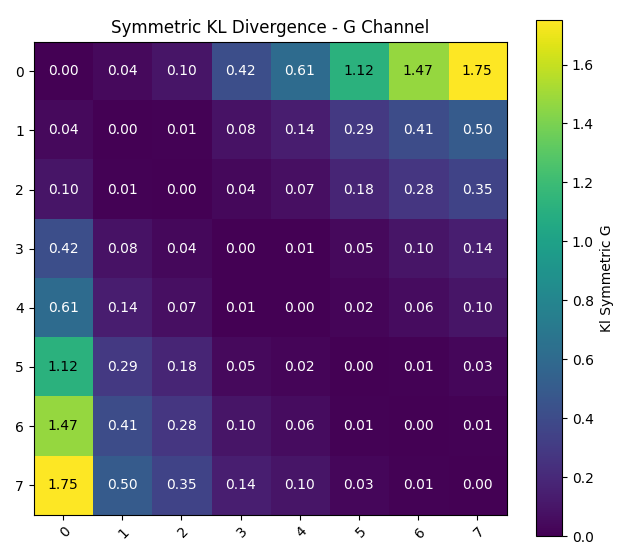 Symmetric KL Divergence - G Channel
0 0.00 0.04 0.10 0.42 0.61 1.12 1.47 1.75
1 0.04 0.00 0.01 0.08 0.14 0.29 0.41 0.50
2 0.10 0.01 0.00 0.04 0.07 0.18 0.28 0.35
3 0.42 0.08 0.04 0.00 0.01 0.05 0.10 0.14
4 0.61 0.14 0.07 0.01 0.00 0.02 0.06 0.10
5 1.12 0.29 0.18 0.05 0.02 0.00 0.01 0.03
6 1.47 0.41 0.28 0.10 0.06 0.01 0.00 0.01
7 1.75 0.50 0.35 0.14 0.10 0.03 0.01 0.00
0 1 2 3 4 5 6 7
1.6
1.4
1.2
1.0
0.8
0.6
0.4
0.2
0.0
Kl Symmetric G